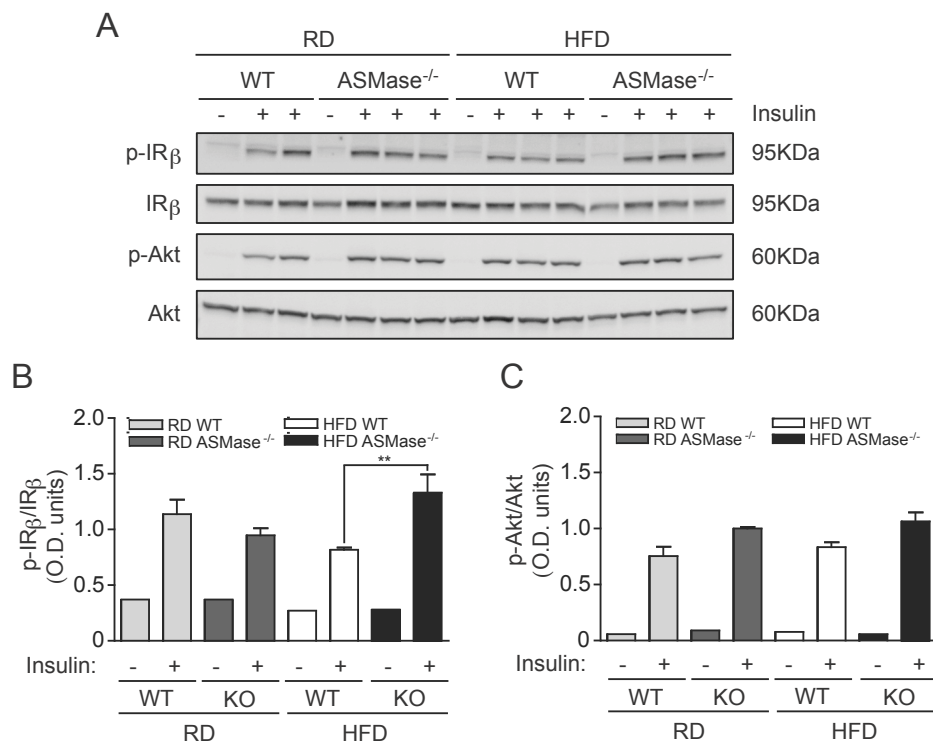 A
RD HFD
WT ASMase-/- WT ASMase-/-
- + + - + + + - + + + - + + + Insulin
p-IRβ 95KDa
IRβ 95KDa
p-Akt 60KDa
Akt 60KDa
B
2.0
1.5
1.0
0.5
0
p-IRβ/IRβ
(O.D. units)
RD WT HFD WT
RD ASMase-/- HFD ASMase-/-
**
Insulin: - + - + - + - +
WT KO WT KO
RD HFD
C
2.0
1.5
1.0
0.5
0
p-Akt/Akt
(O.D. units)
RD WT HFD WT
RD ASMase-/- HFD ASMase-/-
Insulin: - + - + - + - +
WT KO WT KO
RD HFD